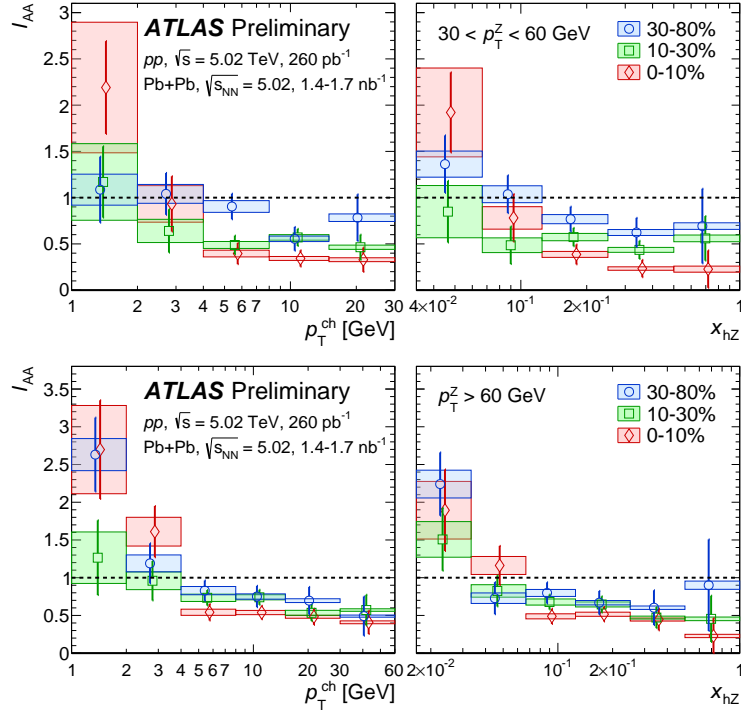 I_AA
3
2.5
2
1.5
1
0.5
0
ATLAS Preliminary
pp, √s = 5.02 TeV, 260 pb⁻¹
Pb+Pb, √s_NN = 5.02, 1.4-1.7 nb⁻¹
1 2 3 4 5 6 7 10 20 30
p_T^ch [GeV]
30 < p_T^Z < 60 GeV
30-80%
10-30%
0-10%
4×10⁻² 10⁻¹ 2×10⁻¹ 1
x_hZ
I_AA
3.5
3
2.5
2
1.5
1
0.5
0
ATLAS Preliminary
pp, √s = 5.02 TeV, 260 pb⁻¹
Pb+Pb, √s_NN = 5.02, 1.4-1.7 nb⁻¹
1 2 3 4 5 6 7 10 20 30 60
p_T^ch [GeV]
p_T^Z > 60 GeV
30-80%
10-30%
0-10%
2×10⁻² 10⁻¹ 2×10⁻¹ 1
x_hZ